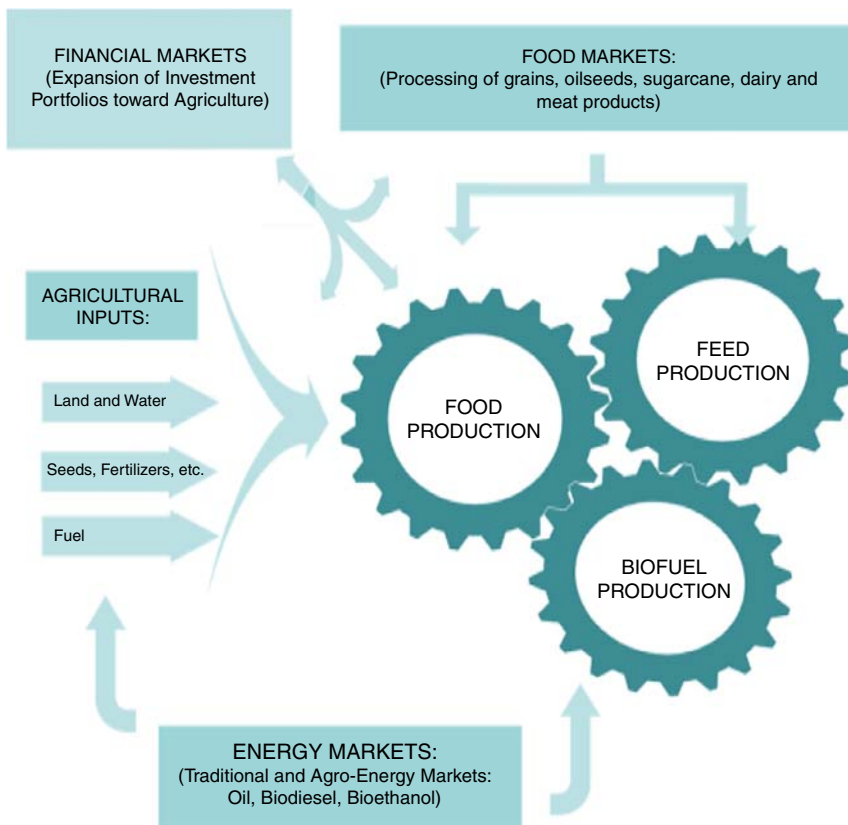 FINANCIAL MARKETS
(Expansion of Investment
Portfolios toward Agriculture)
FOOD MARKETS:
(Processing of grains, oilseeds, sugarcane, dairy and
meat products)
AGRICULTURAL
INPUTS:
Land and Water
Seeds, Fertilizers, etc.
Fuel
FOOD
PRODUCTION
FEED
PRODUCTION
BIOFUEL
PRODUCTION
ENERGY MARKETS:
(Traditional and Agro-Energy Markets:
Oil, Biodiesel, Bioethanol)